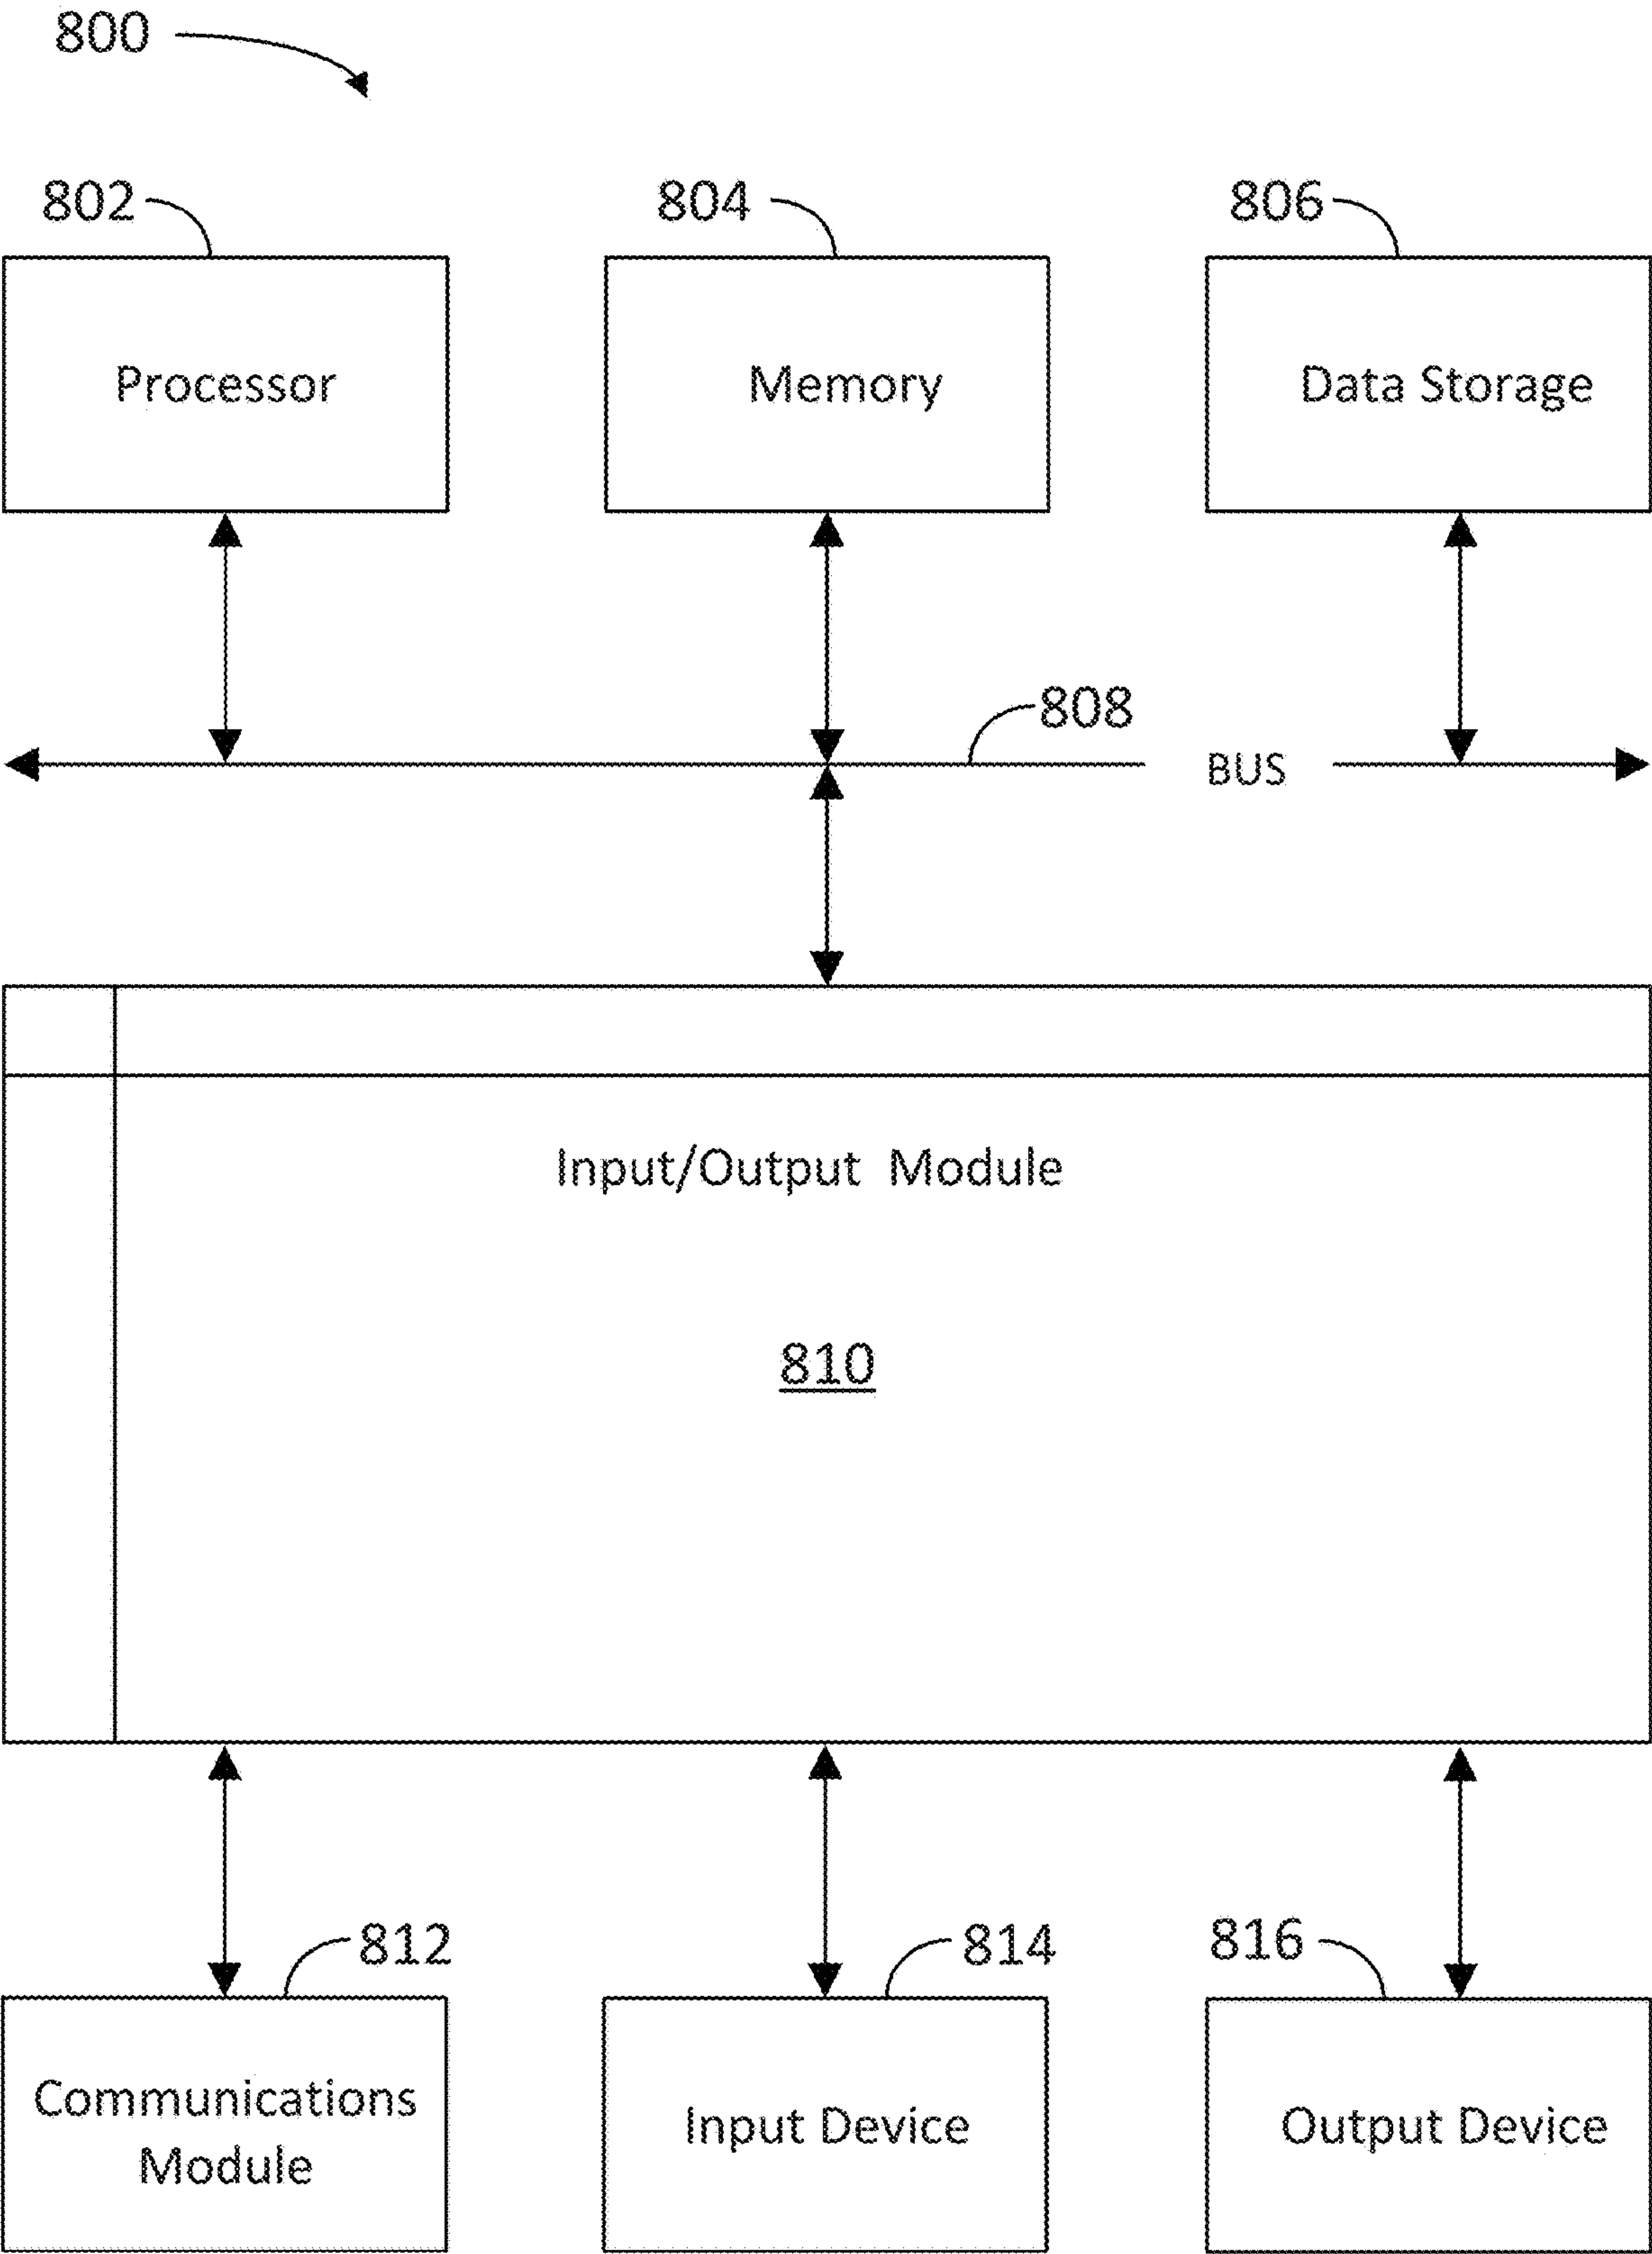 800
802
804
806
Processor
Memory
Data Storage
808
BUS
Input/Output Module
810
812
814
816
Communications
Module
Input Device
Output Device